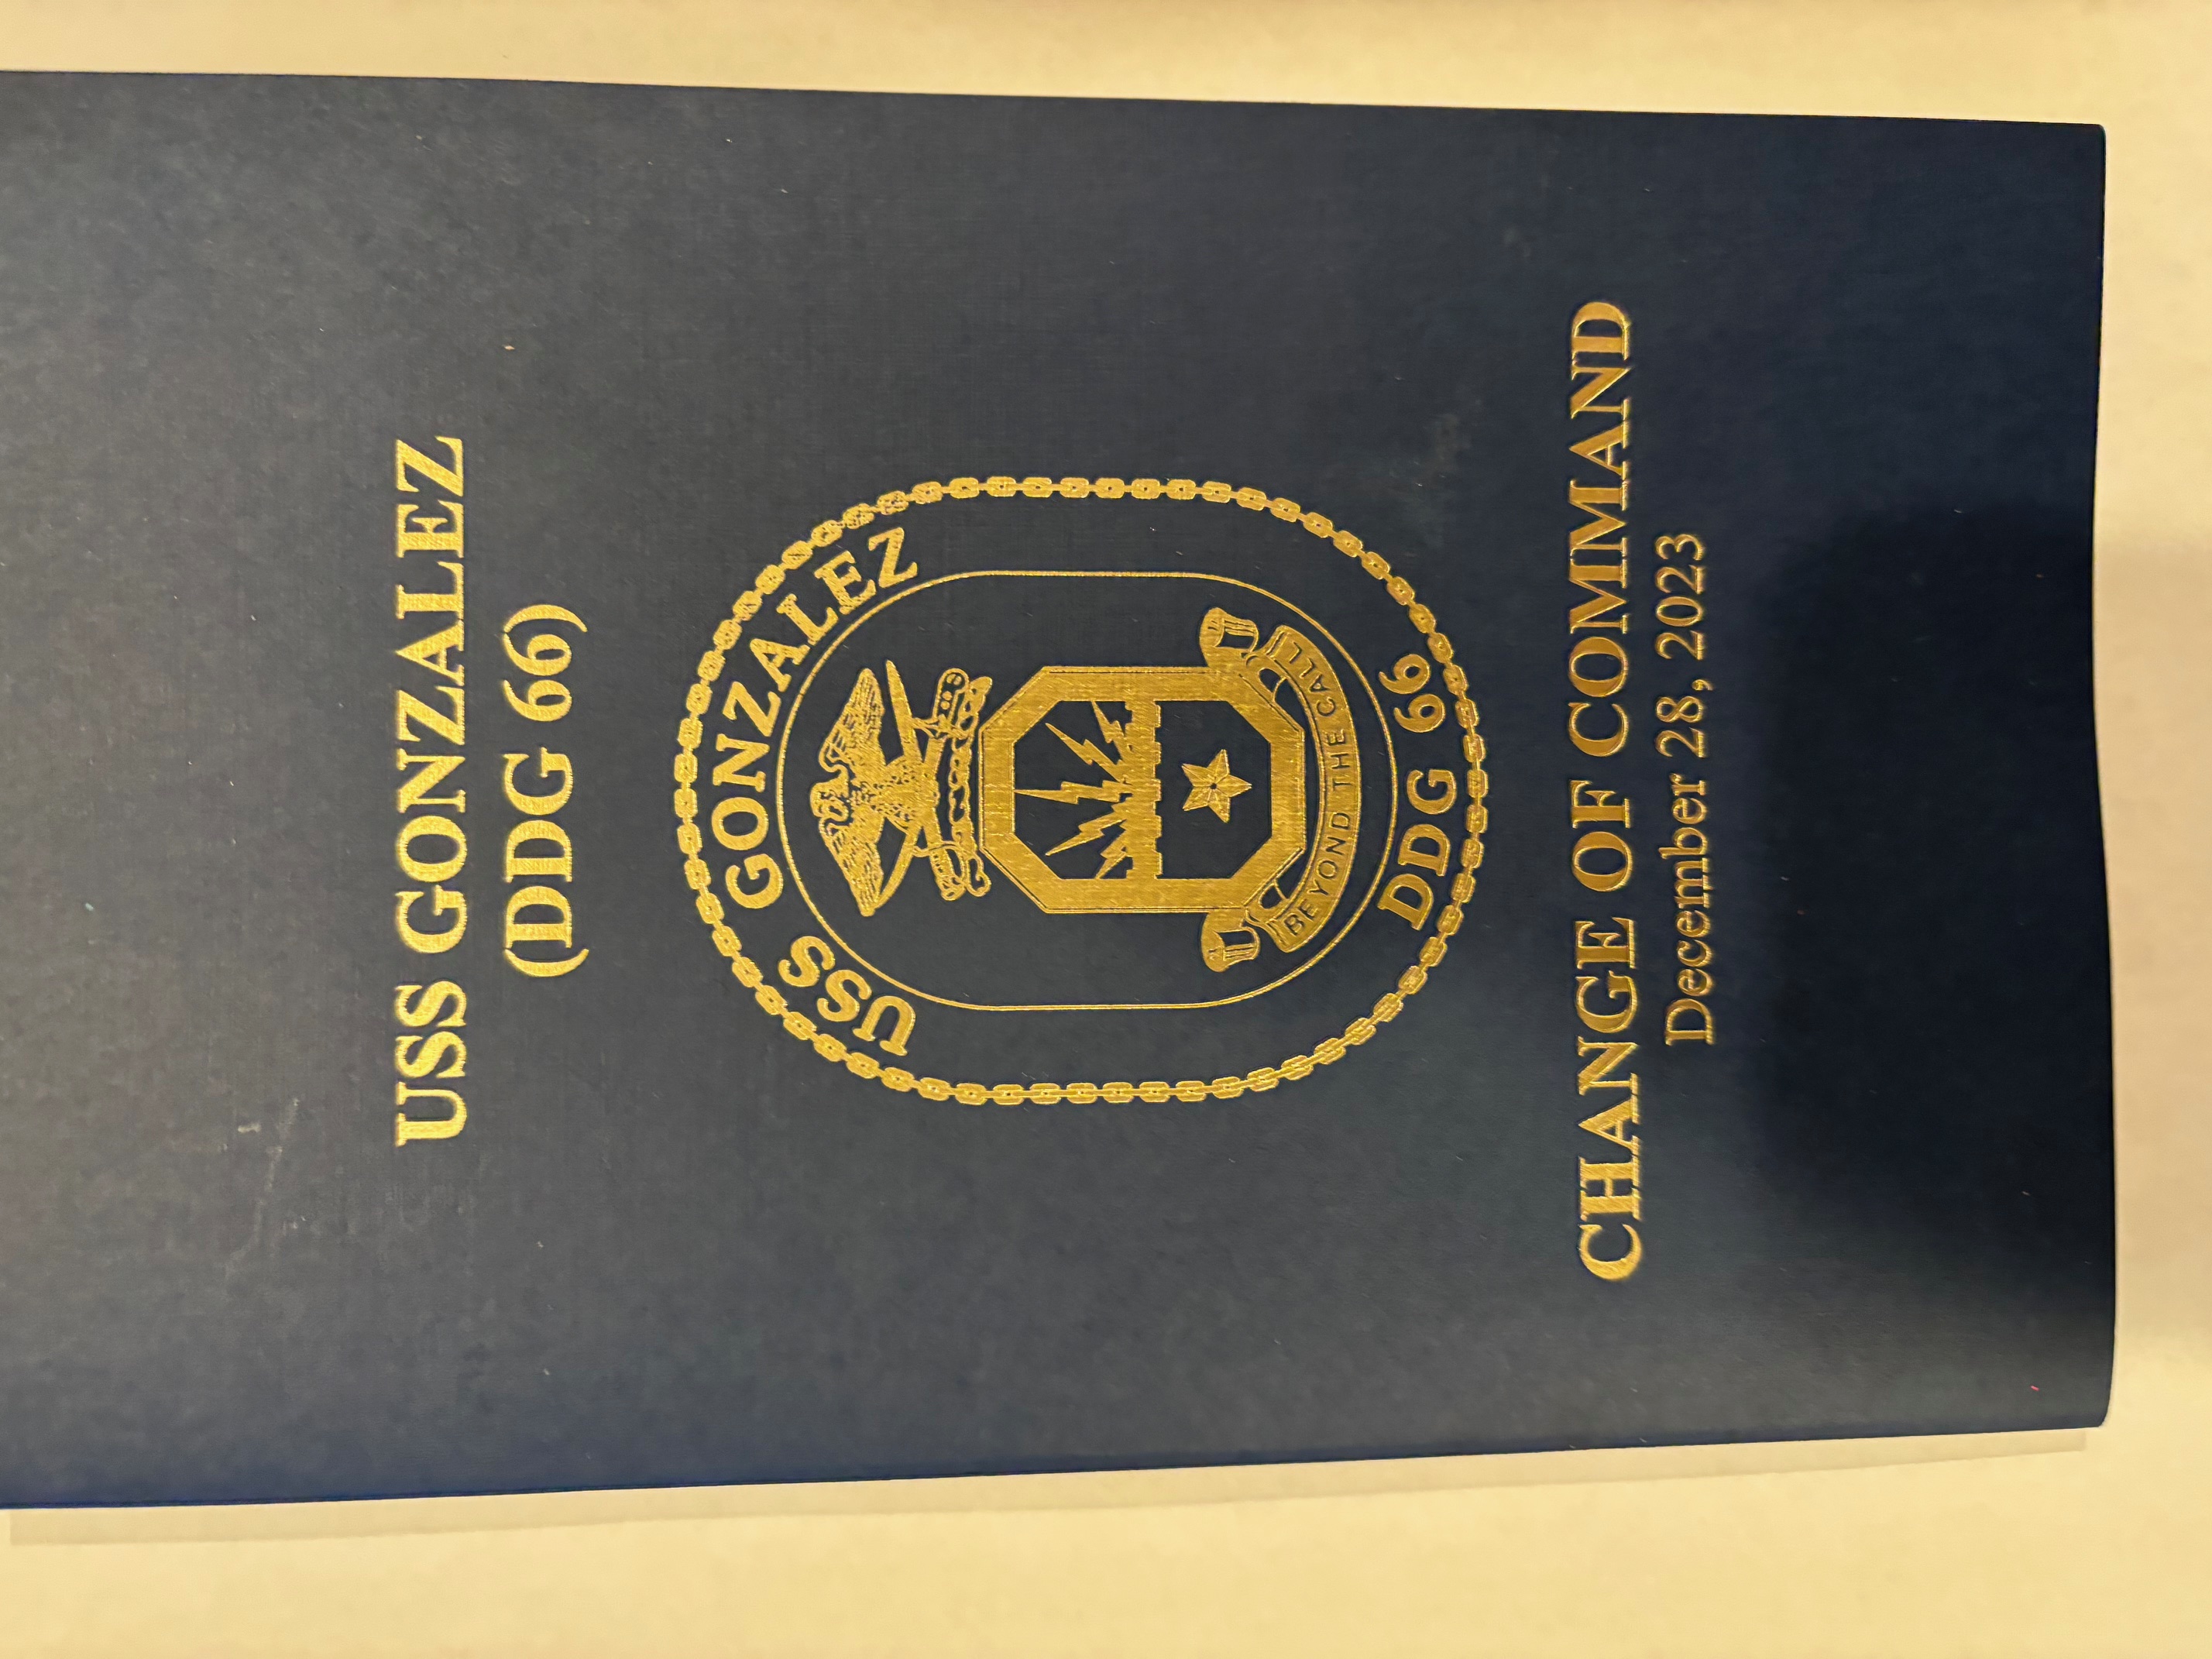 USS GONZALEZ
(DDG 66)
USS GONZALEZ
BEYOND THE CALL
DDG 66
CHANGE OF COMMAND
December 28, 2023